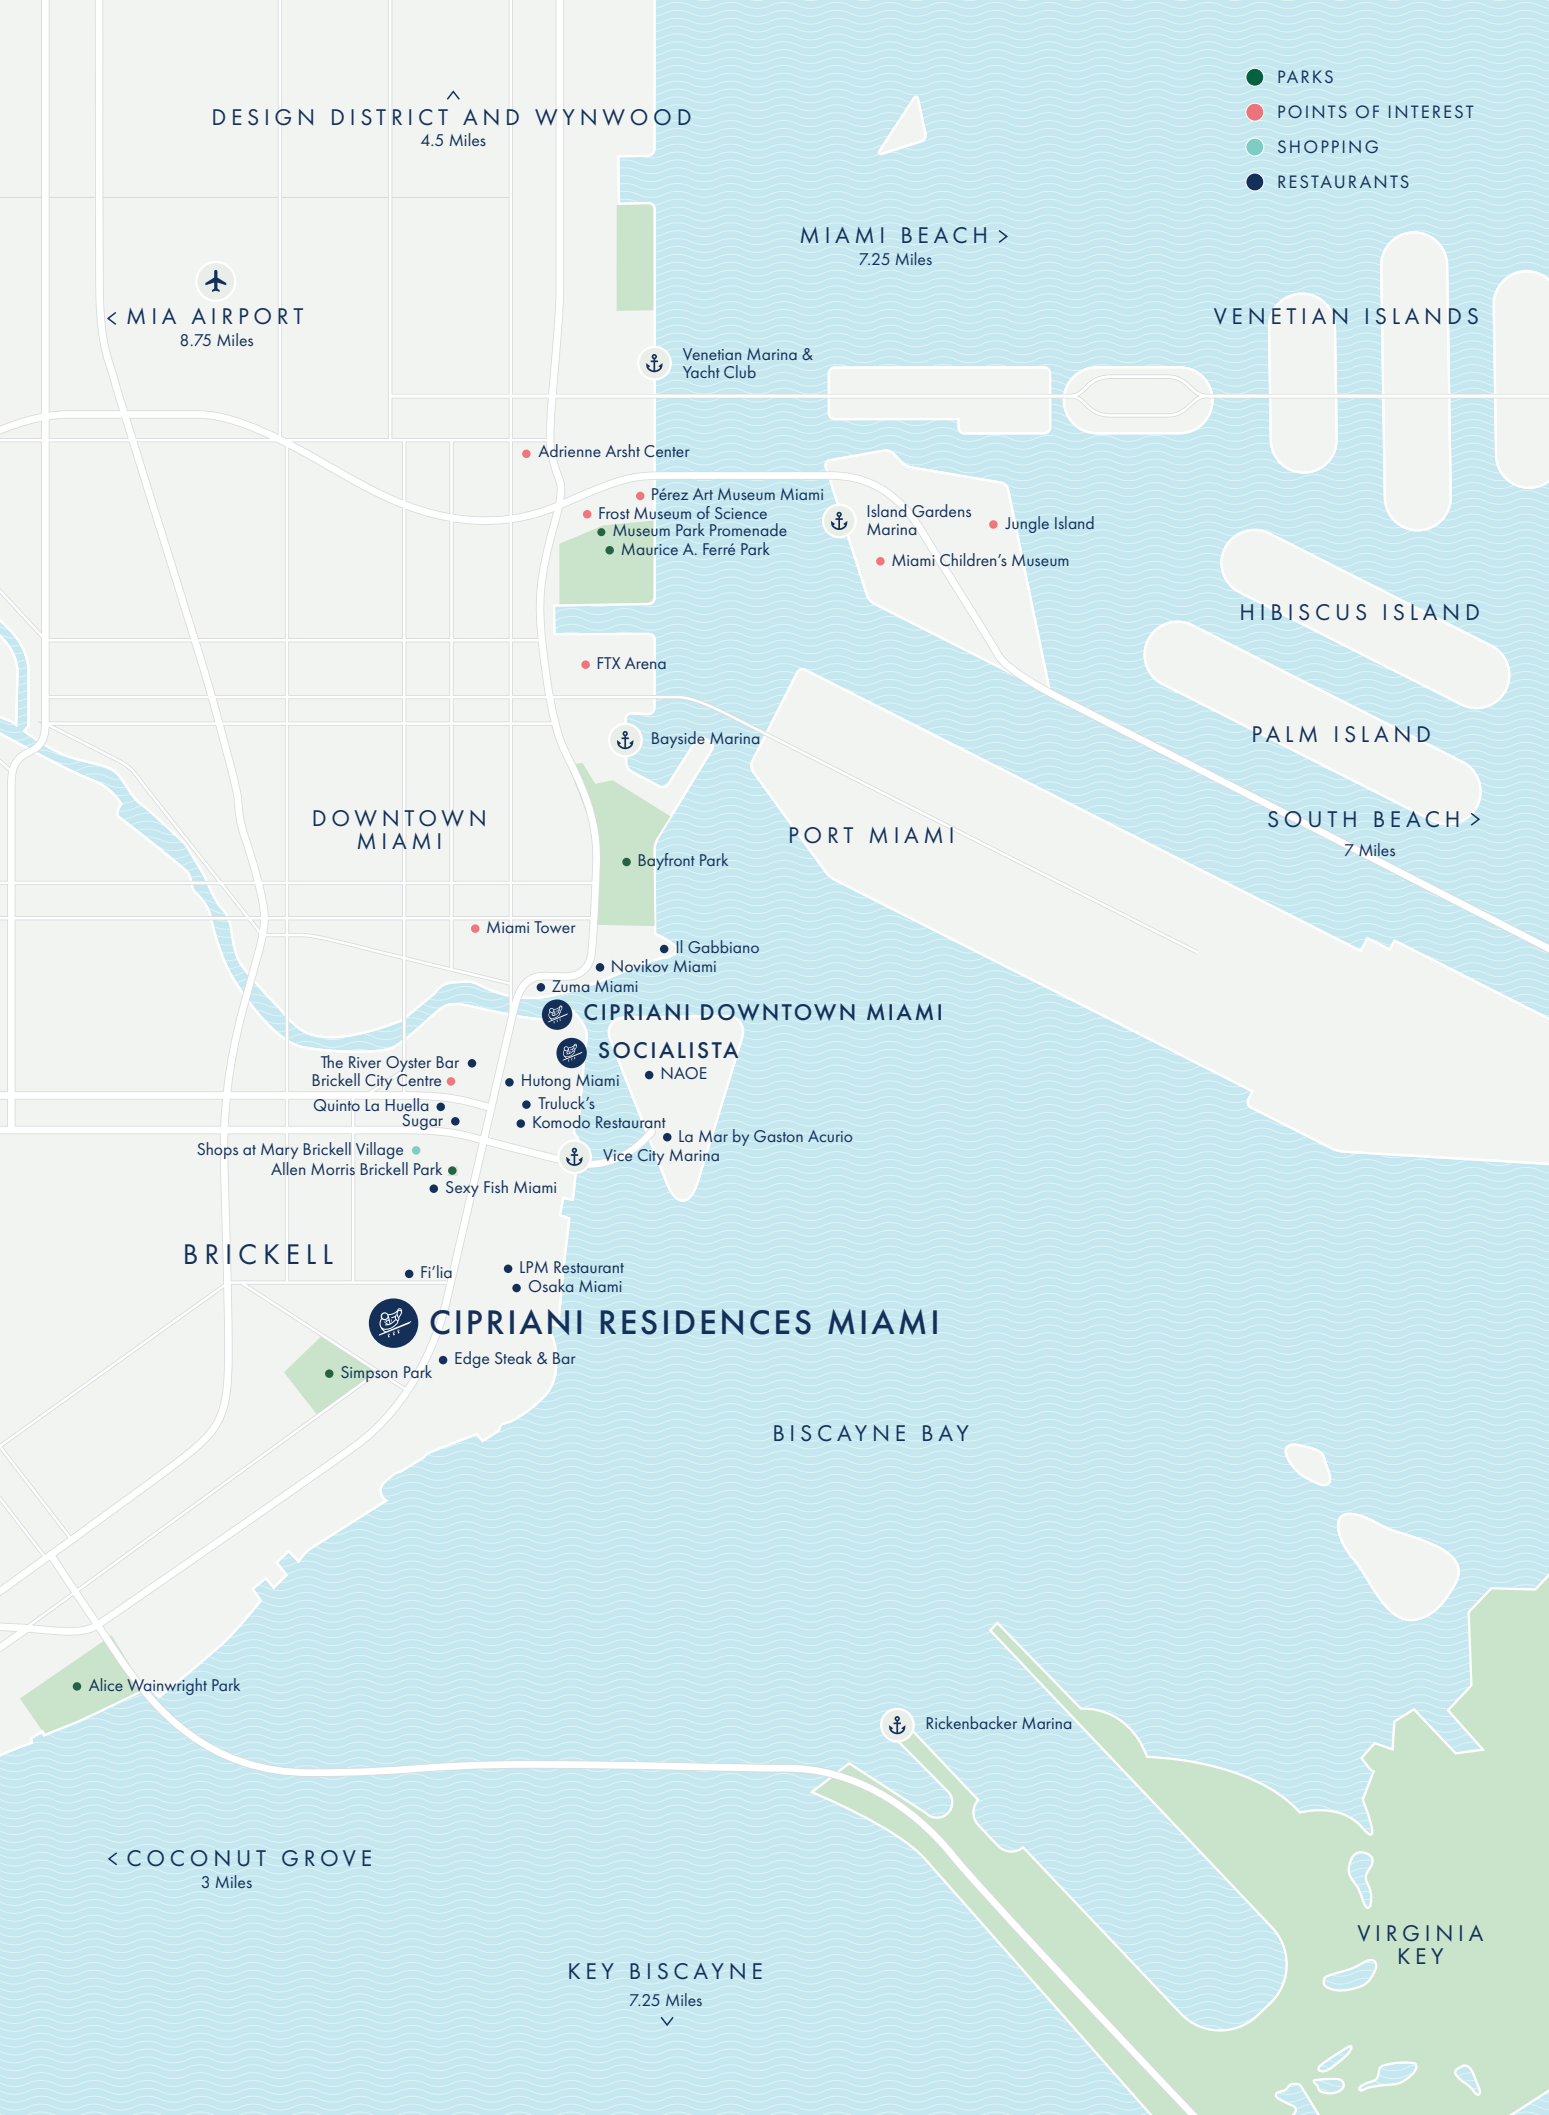 PARKS
POINTS OF INTEREST
SHOPPING
RESTAURANTS
DESIGN DISTRICT AND WYNWOOD
4.5 Miles
MIAMI BEACH >
7.25 Miles
< MIA AIRPORT
8.75 Miles
VENETIAN ISLANDS
Venetian Marina &
Yacht Club
Adrienne Arsht Center
Pérez Art Museum Miami
Frost Museum of Science
Museum Park Promenade
Maurice A. Ferré Park
Island Gardens
Marina
Jungle Island
Miami Children's Museum
HIBISCUS ISLAND
FTX Arena
PALM ISLAND
Bayside Marina
DOWNTOWN
MIAMI
PORT MIAMI
SOUTH BEACH >
7 Miles
Bayfront Park
Miami Tower
Il Gabbiano
Novikov Miami
Zuma Miami
CIPRIANI DOWNTOWN MIAMI
SOCIALISTA
The River Oyster Bar
NAOE
Brickell City Centre
Hutong Miami
Quinto La Huella
Truluck's
Sugar
Komodo Restaurant
La Mar by Gaston Acurio
Shops at Mary Brickell Village
Vice City Marina
Allen Morris Brickell Park
Sexy Fish Miami
BRICKELL
Fi'lia
LPM Restaurant
Osaka Miami
CIPRIANI RESIDENCES MIAMI
Edge Steak & Bar
Simpson Park
BISCAYNE BAY
Alice Wainwright Park
Rickenbacker Marina
< COCONUT GROVE
3 Miles
VIRGINIA
KEY
KEY BISCAYNE
7.25 Miles